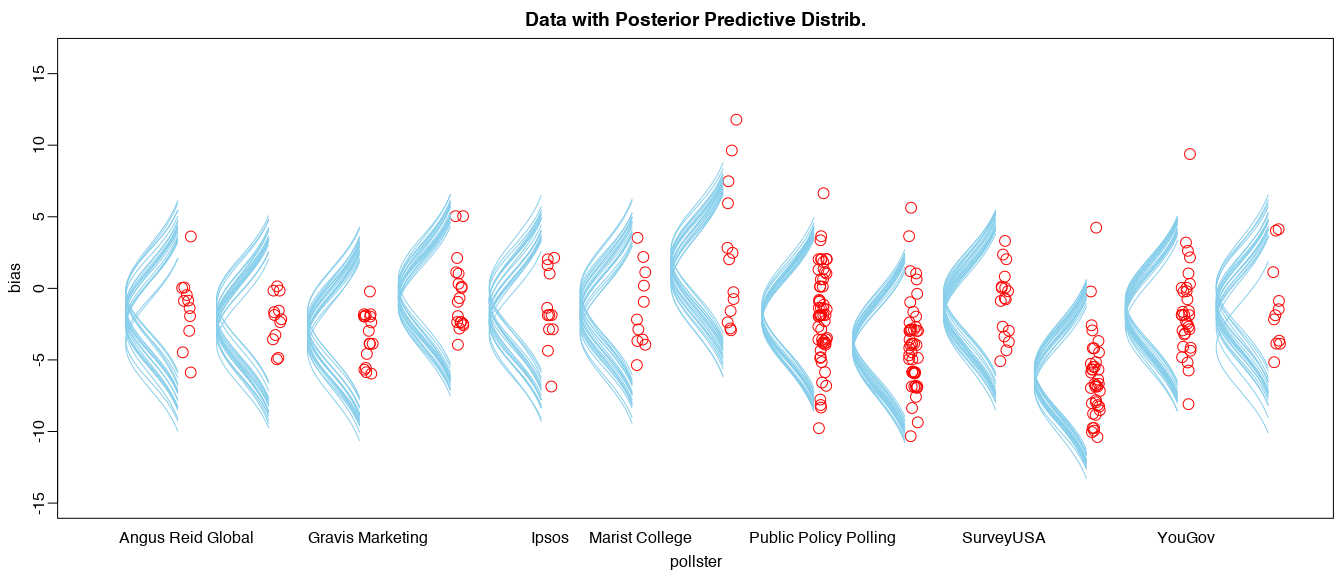 Data with Posterior Predictive Distrib.
bias
15
10
5
0
-5
-10
-15
Angus Reid Global Gravis Marketing Ipsos Marist College Public Policy Polling SurveyUSA YouGov
pollster